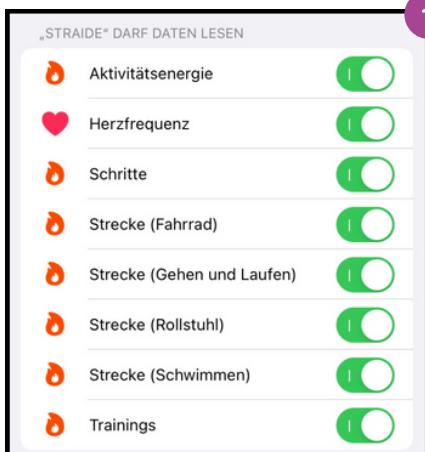 „STRAIDE“ DARF DATEN LESEN
Aktivitätsenergie
Herzfrequenz
Schritte
Strecke (Fahrrad)
Strecke (Gehen und Laufen)
Strecke (Rollstuhl)
Strecke (Schwimmen)
Trainings